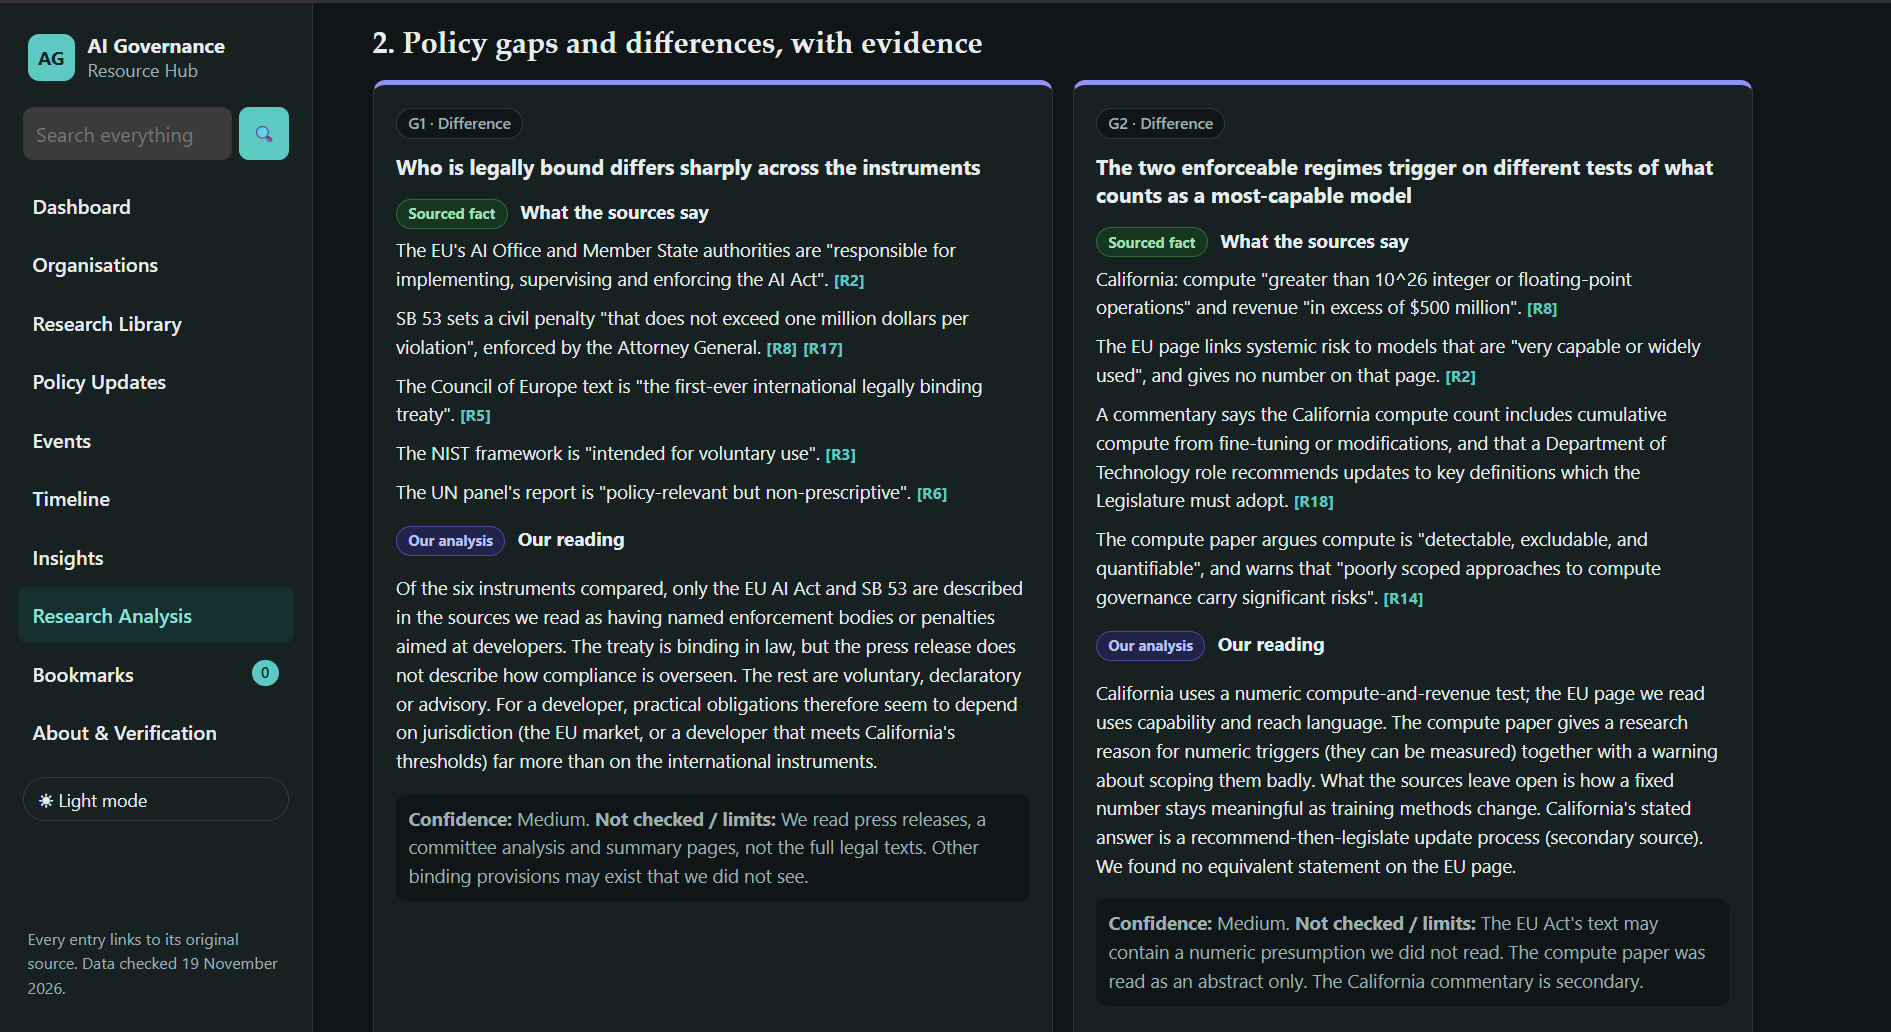 AG
AI Governance
Resource Hub
Search everything
Dashboard
Organisations
Research Library
Policy Updates
Events
Timeline
Insights
Research Analysis
Bookmarks
0
About & Verification
☀ Light mode
Every entry links to its original
source. Data checked 19 November
2026.
2. Policy gaps and differences, with evidence
G1 · Difference
Who is legally bound differs sharply across the instruments
Sourced fact What the sources say
The EU's AI Office and Member State authorities are "responsible for
implementing, supervising and enforcing the AI Act". [R2]
SB 53 sets a civil penalty "that does not exceed one million dollars per
violation", enforced by the Attorney General. [R8] [R17]
The Council of Europe text is "the first-ever international legally binding
treaty". [R5]
The NIST framework is "intended for voluntary use". [R3]
The UN panel's report is "policy-relevant but non-prescriptive". [R6]
Our analysis Our reading
Of the six instruments compared, only the EU AI Act and SB 53 are described
in the sources we read as having named enforcement bodies or penalties
aimed at developers. The treaty is binding in law, but the press release does
not describe how compliance is overseen. The rest are voluntary, declaratory
or advisory. For a developer, practical obligations therefore seem to depend
on jurisdiction (the EU market, or a developer that meets California's
thresholds) far more than on the international instruments.
Confidence: Medium. Not checked / limits: We read press releases, a
committee analysis and summary pages, not the full legal texts. Other
binding provisions may exist that we did not see.
G2 · Difference
The two enforceable regimes trigger on different tests of what
counts as a most-capable model
Sourced fact What the sources say
California: compute "greater than 10^26 integer or floating-point
operations" and revenue "in excess of $500 million". [R8]
The EU page links systemic risk to models that are "very capable or widely
used", and gives no number on that page. [R2]
A commentary says the California compute count includes cumulative
compute from fine-tuning or modifications, and that a Department of
Technology role recommends updates to key definitions which the
Legislature must adopt. [R18]
The compute paper argues compute is "detectable, excludable, and
quantifiable", and warns that "poorly scoped approaches to compute
governance carry significant risks". [R14]
Our analysis Our reading
California uses a numeric compute-and-revenue test; the EU page we read
uses capability and reach language. The compute paper gives a research
reason for numeric triggers (they can be measured) together with a warning
about scoping them badly. What the sources leave open is how a fixed
number stays meaningful as training methods change. California's stated
answer is a recommend-then-legislate update process (secondary source).
We found no equivalent statement on the EU page.
Confidence: Medium. Not checked / limits: The EU Act's text may
contain a numeric presumption we did not read. The compute paper was
read as an abstract only. The California commentary is secondary.